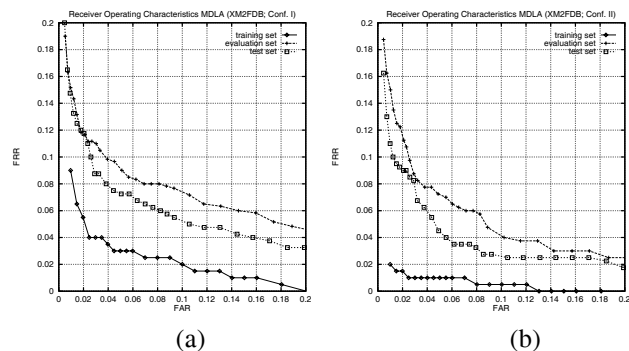 Receiver Operating Characteristics MDLA (XM2FDB; Conf. I)
training set
evaluation set
test set
FRR
0.2
0.18
0.16
0.14
0.12
0.1
0.08
0.06
0.04
0.02
0
0 0.02 0.04 0.06 0.08 0.1 0.12 0.14 0.16 0.18 0.2
FAR
(a)
Receiver Operating Characteristics MDLA (XM2FDB; Conf. II)
training set
evaluation set
test set
FRR
0.2
0.18
0.16
0.14
0.12
0.1
0.08
0.06
0.04
0.02
0
0 0.02 0.04 0.06 0.08 0.1 0.12 0.14 0.16 0.18 0.2
FAR
(b)